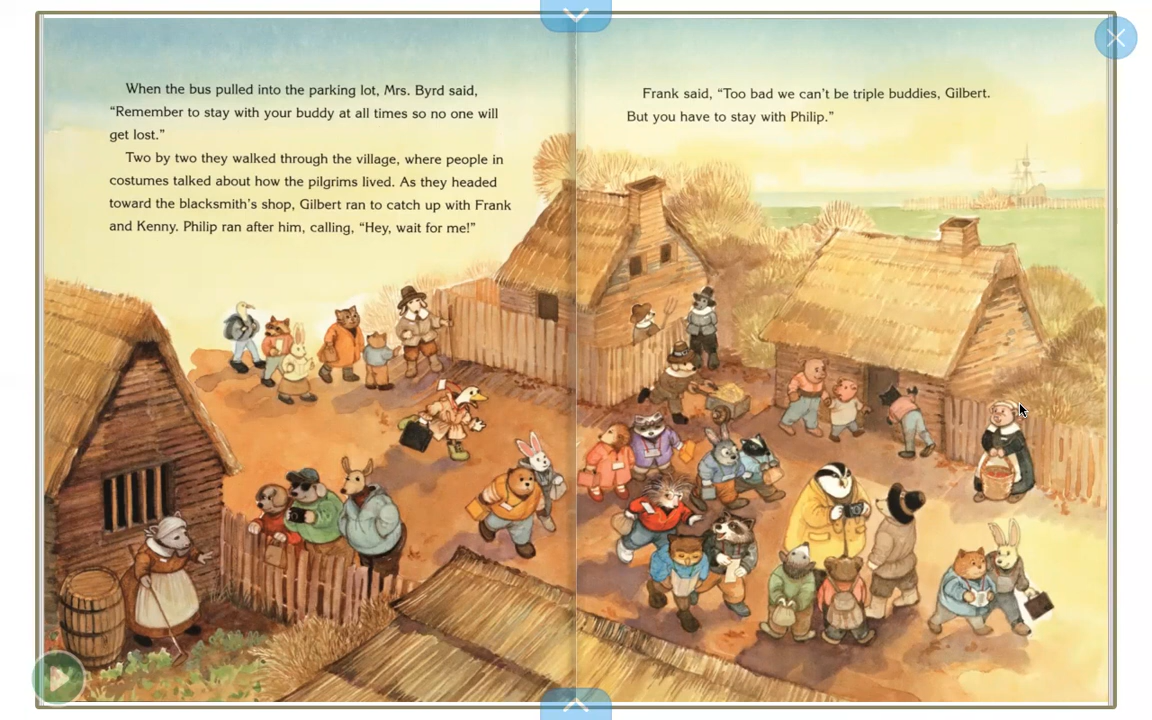 When the bus pulled into the parking lot, Mrs. Byrd said,
“Remember to stay with your buddy at all times so no one will
get lost.”
Two by two they walked through the village, where people in
costumes talked about how the pilgrims lived. As they headed
toward the blacksmith’s shop, Gilbert ran to catch up with Frank
and Kenny. Philip ran after him, calling, “Hey, wait for me!”
Frank said, “Too bad we can’t be triple buddies, Gilbert.
But you have to stay with Philip.”